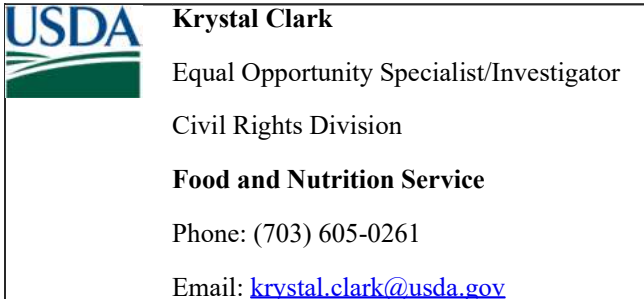 USDA
Krystal Clark
Equal Opportunity Specialist/Investigator
Civil Rights Division
Food and Nutrition Service
Phone: (703) 605-0261
Email: krystal.clark@usda.gov